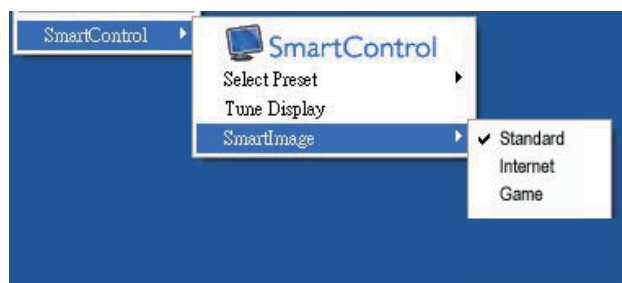 SmartControl
SmartControl
Select Preset
Tune Display
SmartImage
Standard
Internet
Game